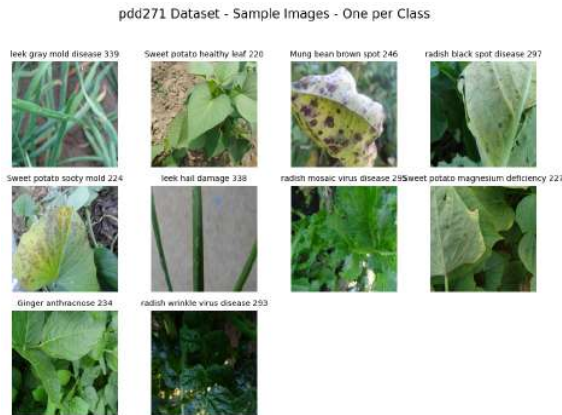 pdd271 Dataset - Sample Images - One per Class
leek gray mold disease 339
Sweet potato healthy leaf 220
Mung bean brown spot 246
radish black spot disease 297
Sweet potato sooty mold 224
leek hail damage 338
radish mosaic virus disease 295
Sweet potato magnesium deficiency 227
Ginger anthracnose 234
radish wrinkle virus disease 293